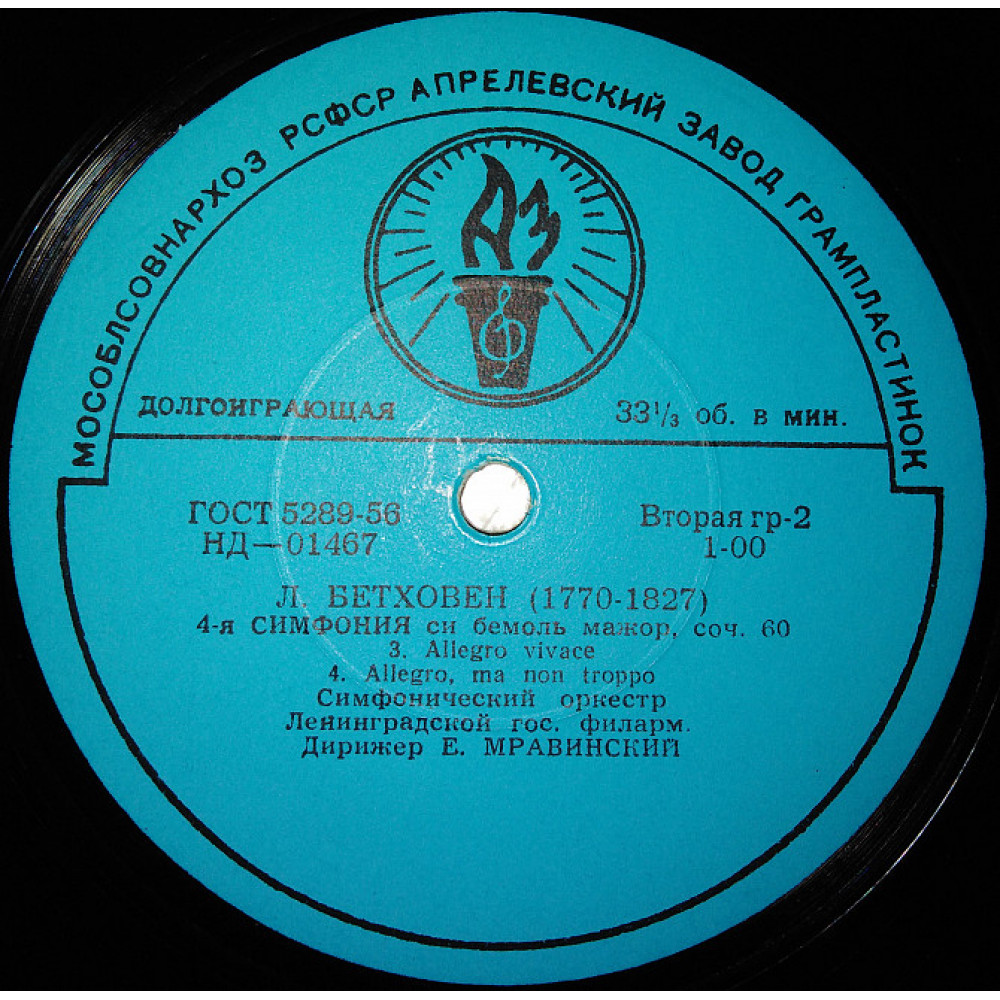 МОСОБЛСОВНАРХОЗ РСФСР АПРЕЛЕВСКИЙ ЗАВОД ГРАМПЛАСТИНОК
АЗ
ДОЛГОИГРАЮЩАЯ 33⅓ об. в мин.
ГОСТ 5289-56 Вторая гр-2
НД—01467 1-00
Л. БЕТХОВЕН (1770-1827)
4-я СИМФОНИЯ си бемоль мажор, соч. 60
3. Allegro vivace
4. Allegro, ma non troppo
Симфонический оркестр
Ленинградской гос. филарм.
Дирижер Е. МРАВИНСКИЙ